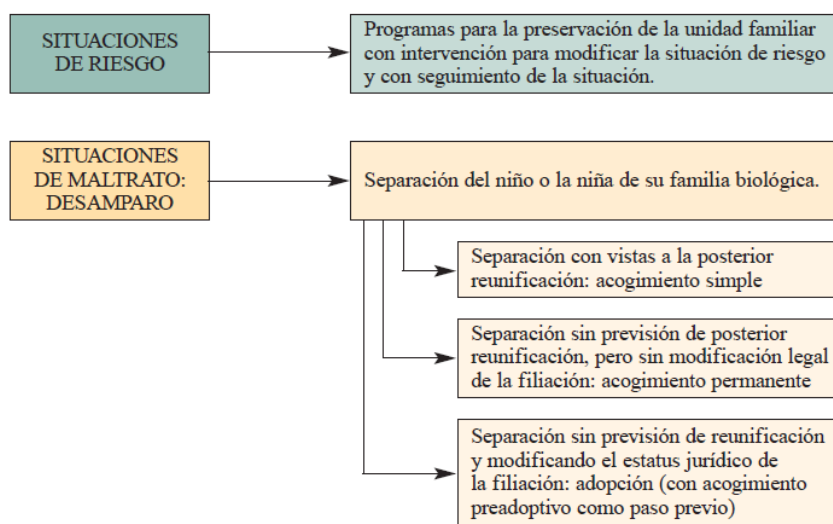 SITUACIONES
DE RIESGO
Programas para la preservación de la unidad familiar
con intervención para modificar la situación de riesgo
y con seguimiento de la situación.
SITUACIONES
DE MALTRATO:
DESAMPARO
Separación del niño o la niña de su familia biológica.
Separación con vistas a la posterior
reunificación: acogimiento simple
Separación sin previsión de posterior
reunificación, pero sin modificación legal
de la filiación: acogimiento permanente
Separación sin previsión de reunificación
y modificando el estatus jurídico de
la filiación: adopción (con acogimiento
preadoptivo como paso previo)